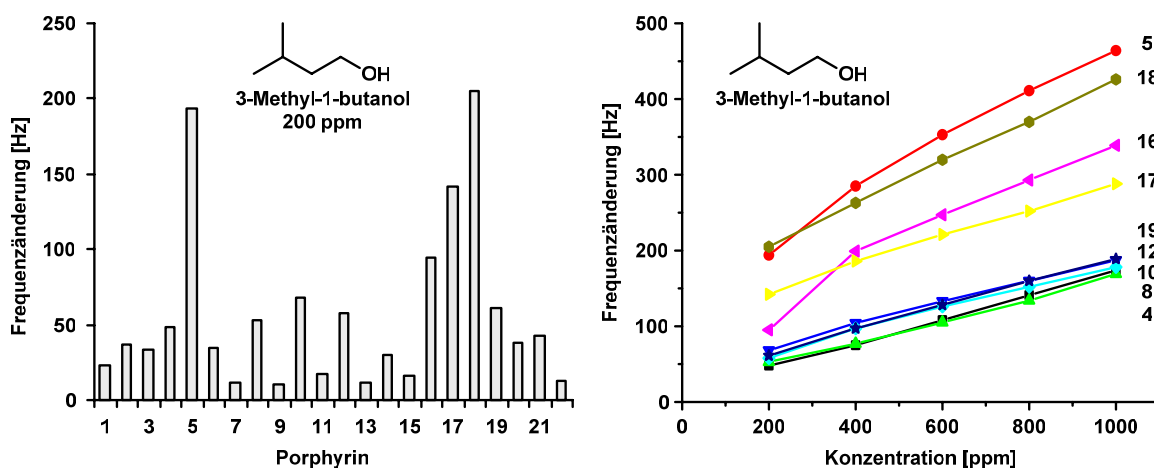 250
200
150
100
50
0
Frequenzänderung [Hz]
OH
3-Methyl-1-butanol
200 ppm
1 3 5 7 9 11 13 15 17 19 21
Porphyrin
500
400
300
200
100
0
Frequenzänderung [Hz]
OH
3-Methyl-1-butanol
5
18
16
17
19
12
10
8
4
0 200 400 600 800 1000
Konzentration [ppm]